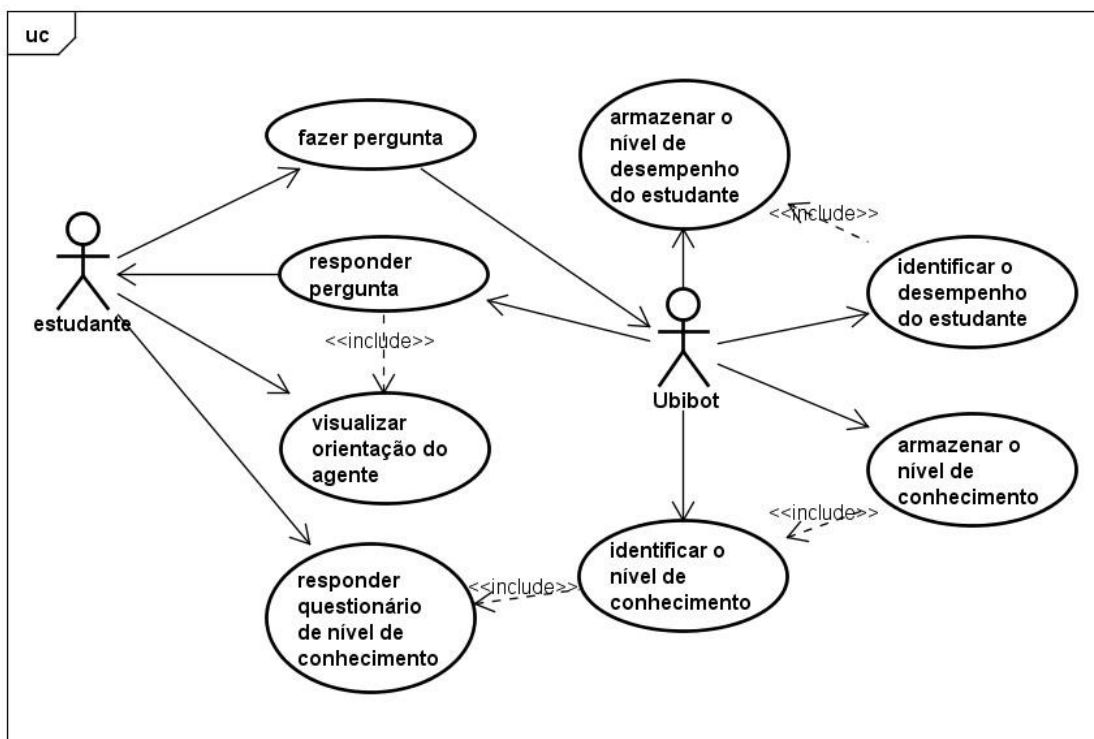 uc
fazer pergunta
armazenar o
nível de
desempenho
do estudante
<<include>>
estudante
responder
pergunta
<<include>>
identificar o
desempenho
do estudante
Ubibot
visualizar
orientação do
agente
armazenar o
nível de
conhecimento
<<include>>
identificar o
nível de
conhecimento
<<include>>
responder
questionário
de nível de
conhecimento